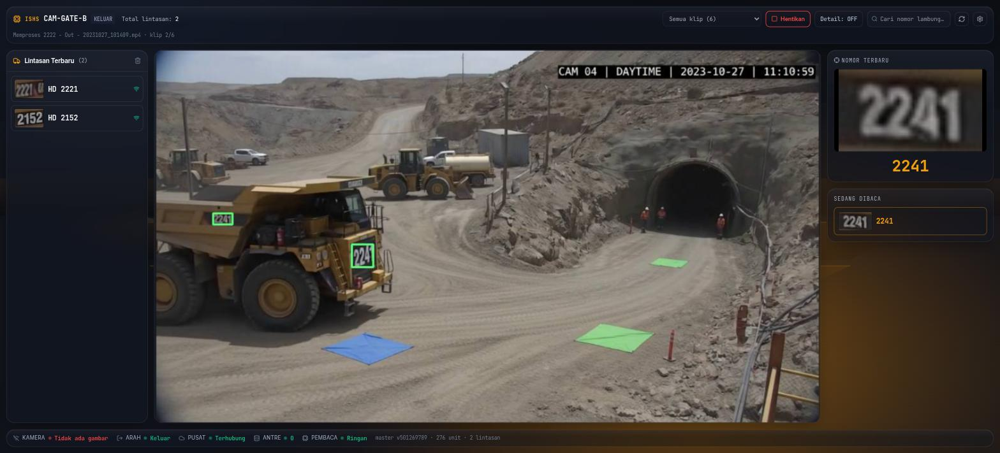 ISHS CAM-GATE-B KELUAR Total lintasan: 2
Semua klip (6) Hentikan Detail: OFF Cari nomor lambung…
Memproses 2222 - Out - 20231027_101409.mp4 · klip 2/6
Lintasan Terbaru (2)
2221 HD 2221
2152 HD 2152
CAM 04 | DAYTIME | 2023-10-27 | 11:10:59
2241
2241
NOMOR TERBARU
2241
2241
SEDANG DIBACA
2241 2241
KAMERA Tidak ada gambar ARAH Keluar PUSAT Terhubung ANTRE 0 PEMBACA Ringan master v501269789 · 276 unit · 2 lintasan